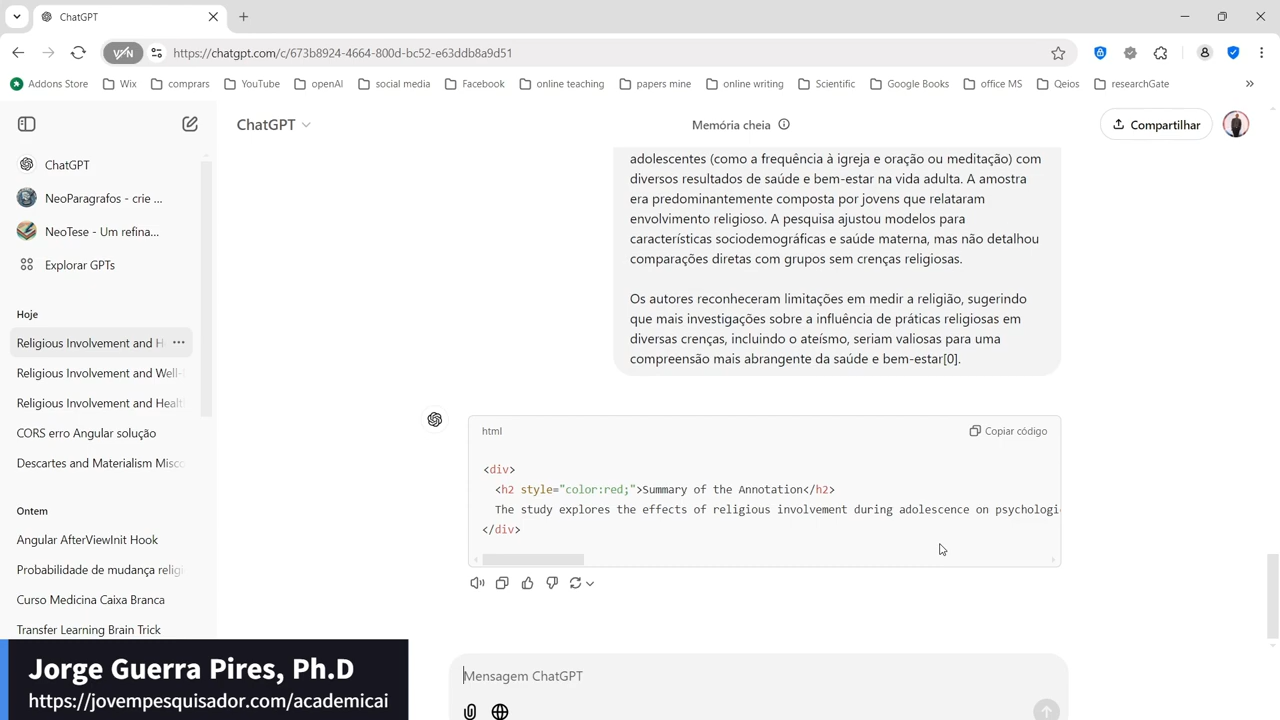 ChatGPT
VPN
https://chatgpt.com/c/673b8924-4664-800d-bc52-e63ddb8a9d51
Addons Store
Wix
comprars
YouTube
openAI
social media
Facebook
online teaching
papers mine
online writing
Scientific
Google Books
office MS
Qeios
researchGate
»
ChatGPT
Memória cheia
Compartilhar
ChatGPT
NeoParagrafos - crie ...
NeoTese - Um refina...
Explorar GPTs
Hoje
Religious Involvement and H
Religious Involvement and Well-
Religious Involvement and Healt
CORS erro Angular solução
Descartes and Materialism Misco
Ontem
Angular AfterViewInit Hook
Probabilidade de mudança relig
Curso Medicina Caixa Branca
Transfer Learning Brain Trick
adolescentes (como a frequência à igreja e oração ou meditação) com
diversos resultados de saúde e bem-estar na vida adulta. A amostra
era predominantemente composta por jovens que relataram
envolvimento religioso. A pesquisa ajustou modelos para
características sociodemográficas e saúde materna, mas não detalhou
comparações diretas com grupos sem crenças religiosas.
Os autores reconheceram limitações em medir a religião, sugerindo
que mais investigações sobre a influência de práticas religiosas em
diversas crenças, incluindo o ateísmo, seriam valiosas para uma
compreensão mais abrangente da saúde e bem-estar[0].
html
Copiar código
<div>
<h2 style="color:red;">Summary of the Annotation</h2>
The study explores the effects of religious involvement during adolescence on psychologi
</div>
Mensagem ChatGPT
Jorge Guerra Pires, Ph.D
https://jovempesquisador.com/academicai